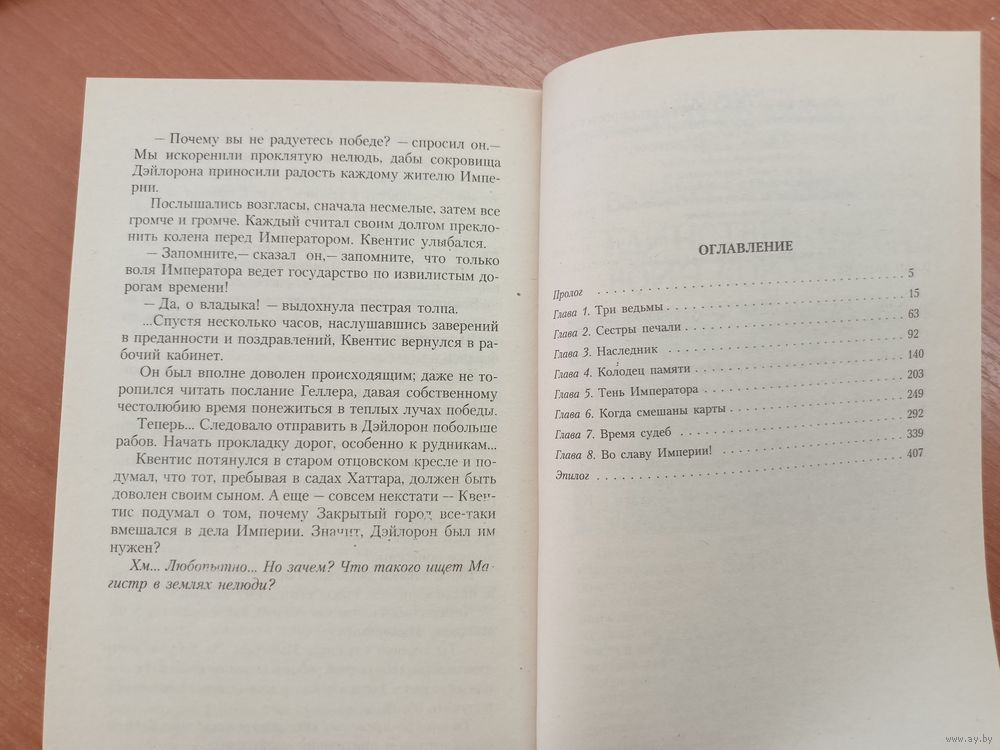 — Почему вы не радуетесь победе? — спросил он.—
Мы искоренили проклятую нелюдь, дабы сокровища
Дэйлорона приносили радость каждому жителю Импе-
рии.
Послышались возгласы, сначала несмелые, затем все
громче и громче. Каждый считал своим долгом прекло-
нить колена перед Императором. Квентис улыбался.
— Запомните,— сказал он,— запомните, что только
воля Императора ведет государство по извилистым до-
рогам времени!
— Да, о владыка! — выдохнула пестрая толпа.
...Спустя несколько часов, наслушавшись заверений
в преданности и поздравлений, Квентис вернулся в ра-
бочий кабинет.
Он был вполне доволен происходящим; даже не то-
ропился читать послание Геллера, давая собственному
честолюбию время понежиться в теплых лучах победы.
Теперь... Следовало отправить в Дэйлорон побольше
рабов. Начать прокладку дорог, особенно к рудникам...
Квентис потянулся в старом отцовском кресле и по-
думал, что тот, пребывая в садах Хаттара, должен быть
доволен своим сыном. А еще — совсем некстати — Квен-
тис подумал о том, почему Закрытый город все-таки
вмешался в дела Империи. Значит, Дэйлорон был им
нужен?
Хм... Любопытно... Но зачем? Что такого ищет Ма-
гистр в землях нелюди?
ОГЛАВЛЕНИЕ
Пролог . . . . . . . . . . . . . . . . . . . . 5
Глава 1. Три ведьмы . . . . . . . . . . . . . . . . . . . . 15
Глава 2. Сестры печали . . . . . . . . . . . . . . . . . . . . 63
Глава 3. Наследник . . . . . . . . . . . . . . . . . . . . 92
Глава 4. Колодец памяти . . . . . . . . . . . . . . . . . . . . 140
Глава 5. Тень Императора . . . . . . . . . . . . . . . . . . . . 203
Глава 6. Когда смешаны карты . . . . . . . . . . . . . . . . . . . . 249
Глава 7. Время судеб . . . . . . . . . . . . . . . . . . . . 292
Глава 8. Во славу Империи! . . . . . . . . . . . . . . . . . . . . 339
Эпилог . . . . . . . . . . . . . . . . . . . . 407
www.ay.by